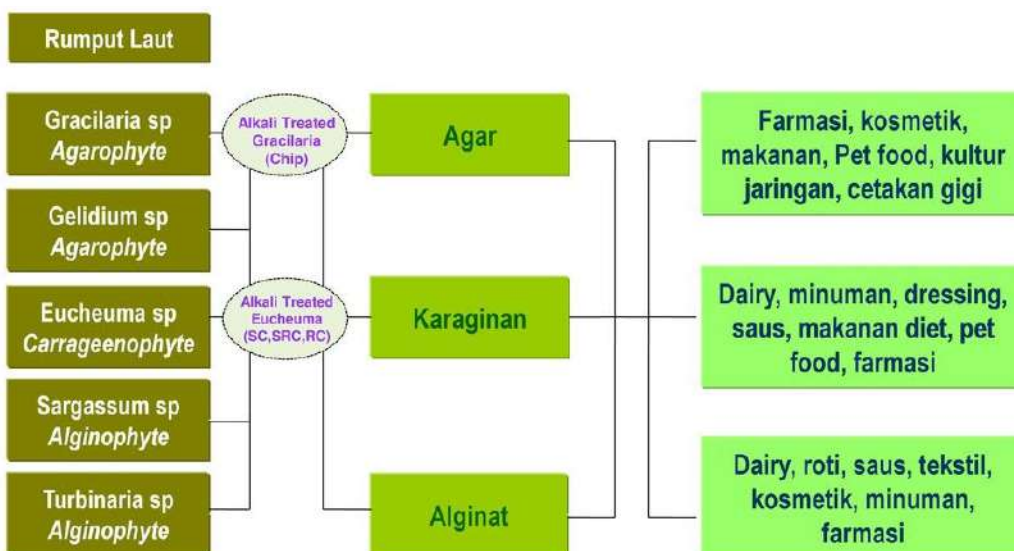 Rumput Laut
Gracilaria sp
Agarophyte
Gelidium sp
Agarophyte
Eucheuma sp
Carrageenophyte
Sargassum sp
Alginophyte
Turbinaria sp
Alginophyte
Alkali Treated
Gracilaria
(Chip)
Alkali Treated
Eucheuma
(SC,SRC,RC)
Agar
Karaginan
Alginat
Farmasi, kosmetik,
makanan, Pet food, kultur
jaringan, cetakan gigi
Dairy, minuman, dressing,
saus, makanan diet, pet
food, farmasi
Dairy, roti, saus, tekstil,
kosmetik, minuman,
farmasi